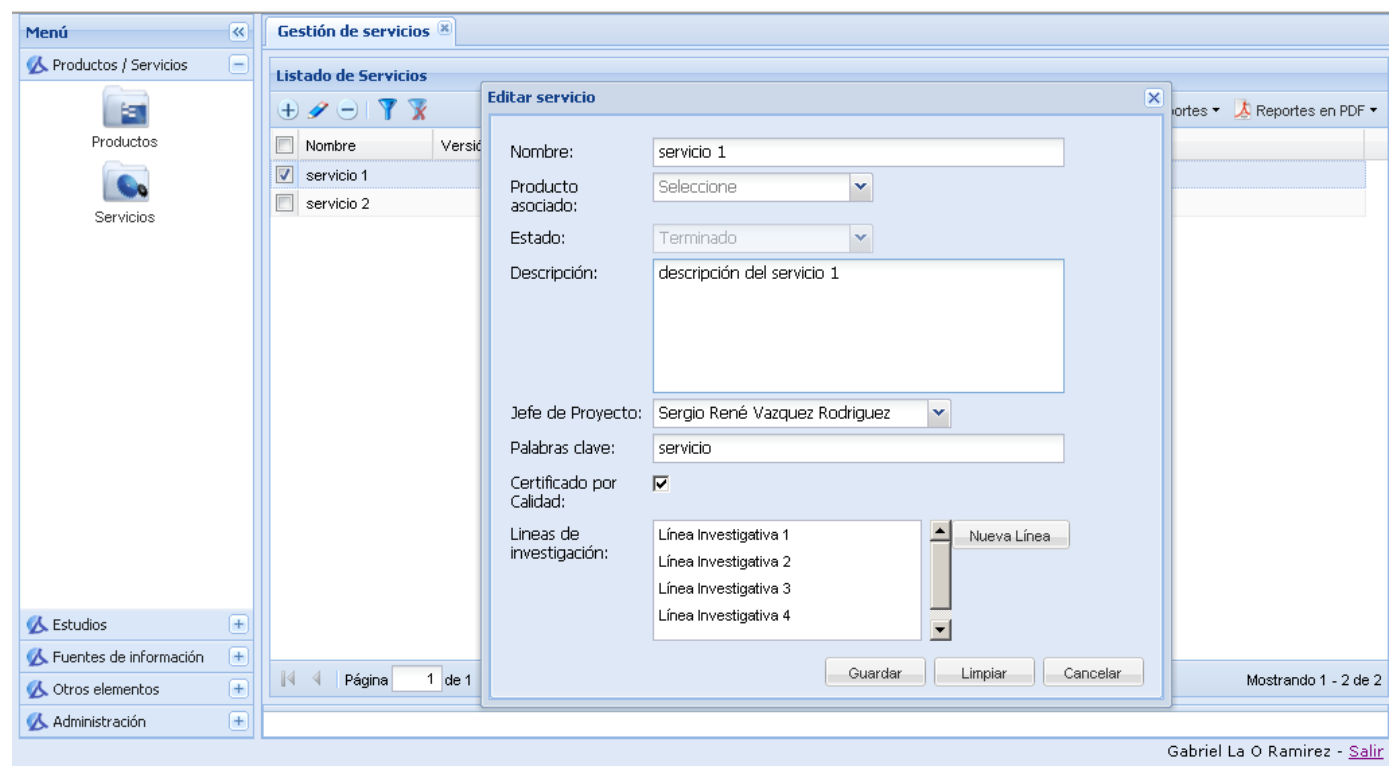 Menú
Productos / Servicios
Productos
Servicios
Estudios
Fuentes de información
Otros elementos
Administración
Gestión de servicios
Listado de Servicios
ortes
Reportes en PDF
Nombre
Versió
servicio 1
servicio 2
Página 1 de 1
Mostrando 1 - 2 de 2
Editar servicio
Nombre: servicio 1
Producto asociado: Seleccione
Estado: Terminado
Descripción: descripción del servicio 1
Jefe de Proyecto: Sergio René Vazquez Rodriguez
Palabras clave: servicio
Certificado por Calidad:
Lineas de investigación:
Línea Investigativa 1
Línea Investigativa 2
Línea Investigativa 3
Línea Investigativa 4
Nueva Línea
Guardar Limpiar Cancelar
Gabriel La O Ramirez - Salir